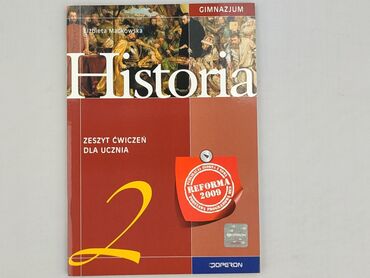 GIMNAZJUM
Elżbieta Maćkowska
Historia
ZESZYT ĆWICZEŃ
DLA UCZNIA
REFORMA
2009
2
OPERON